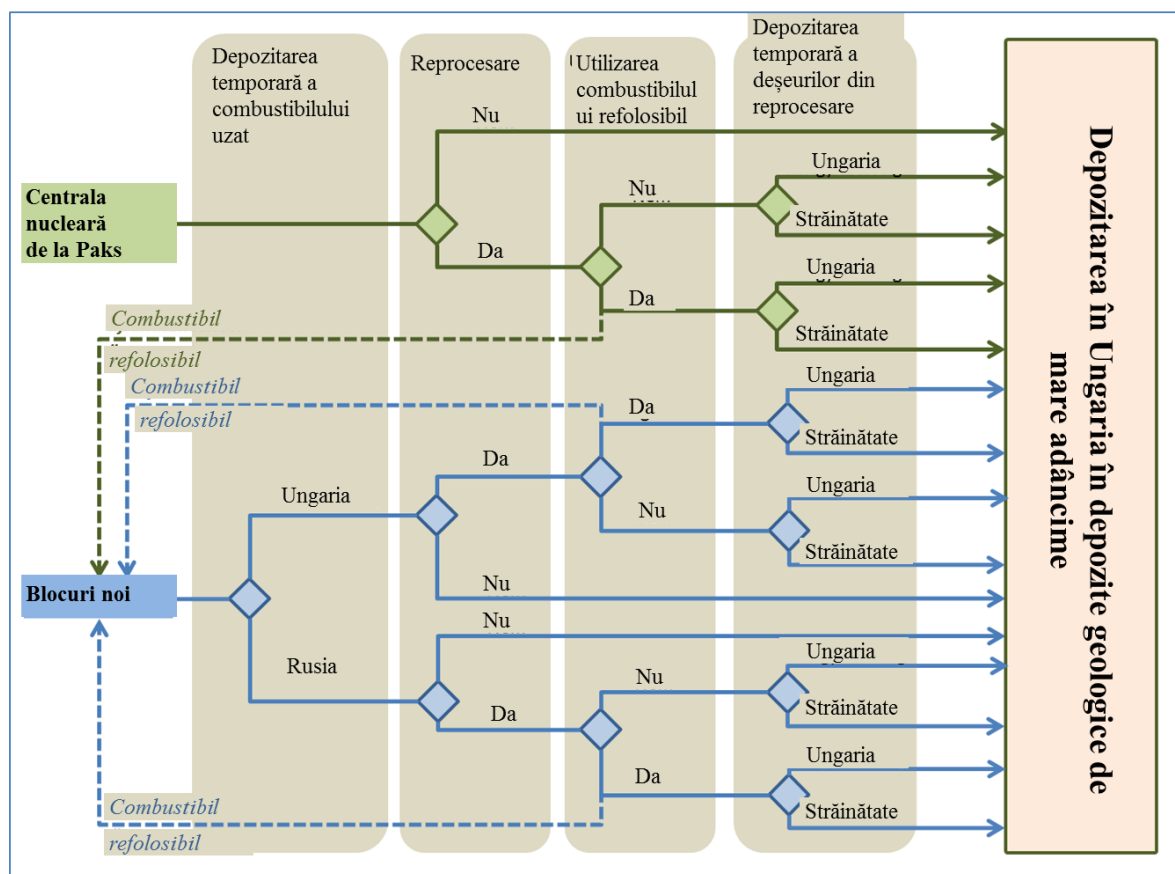 Depozitarea
temporară a
combustibilului
uzat
Reprocesare
Utilizarea
combustibilul
ui refolosibil
Depozitarea
temporară a
deșeurilor din
reprocesare
Nu
Ungaria
Centrala
nucleară
de la Paks
Nu
Străinătate
Da
Ungaria
Da
Străinătate
Combustibil
refolosibil
Combustibil
refolosibil
Ungaria
Da
Străinătate
Da
Ungaria
Ungaria
Nu
Străinătate
Nu
Blocuri noi
Nu
Rusia
Ungaria
Nu
Străinătate
Da
Ungaria
Da
Străinătate
Combustibil
refolosibil
Depozitarea în Ungaria în depozite geologice de
mare adâncime